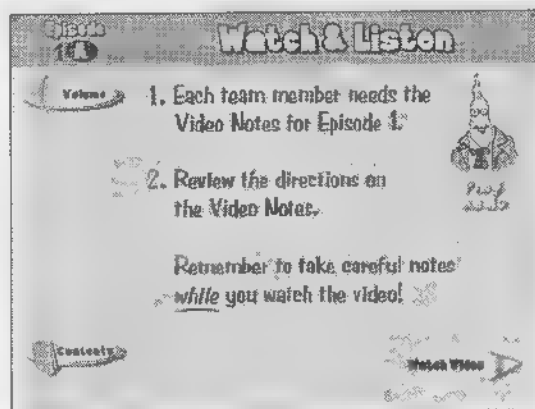 Episode
1A
Watch & Listen
Volume
1. Each team member needs the
Video Notes for Episode 1.
2. Review the directions on
the Video Notes.
Remember to take careful notes
while you watch the video!
Contents
Watch Video